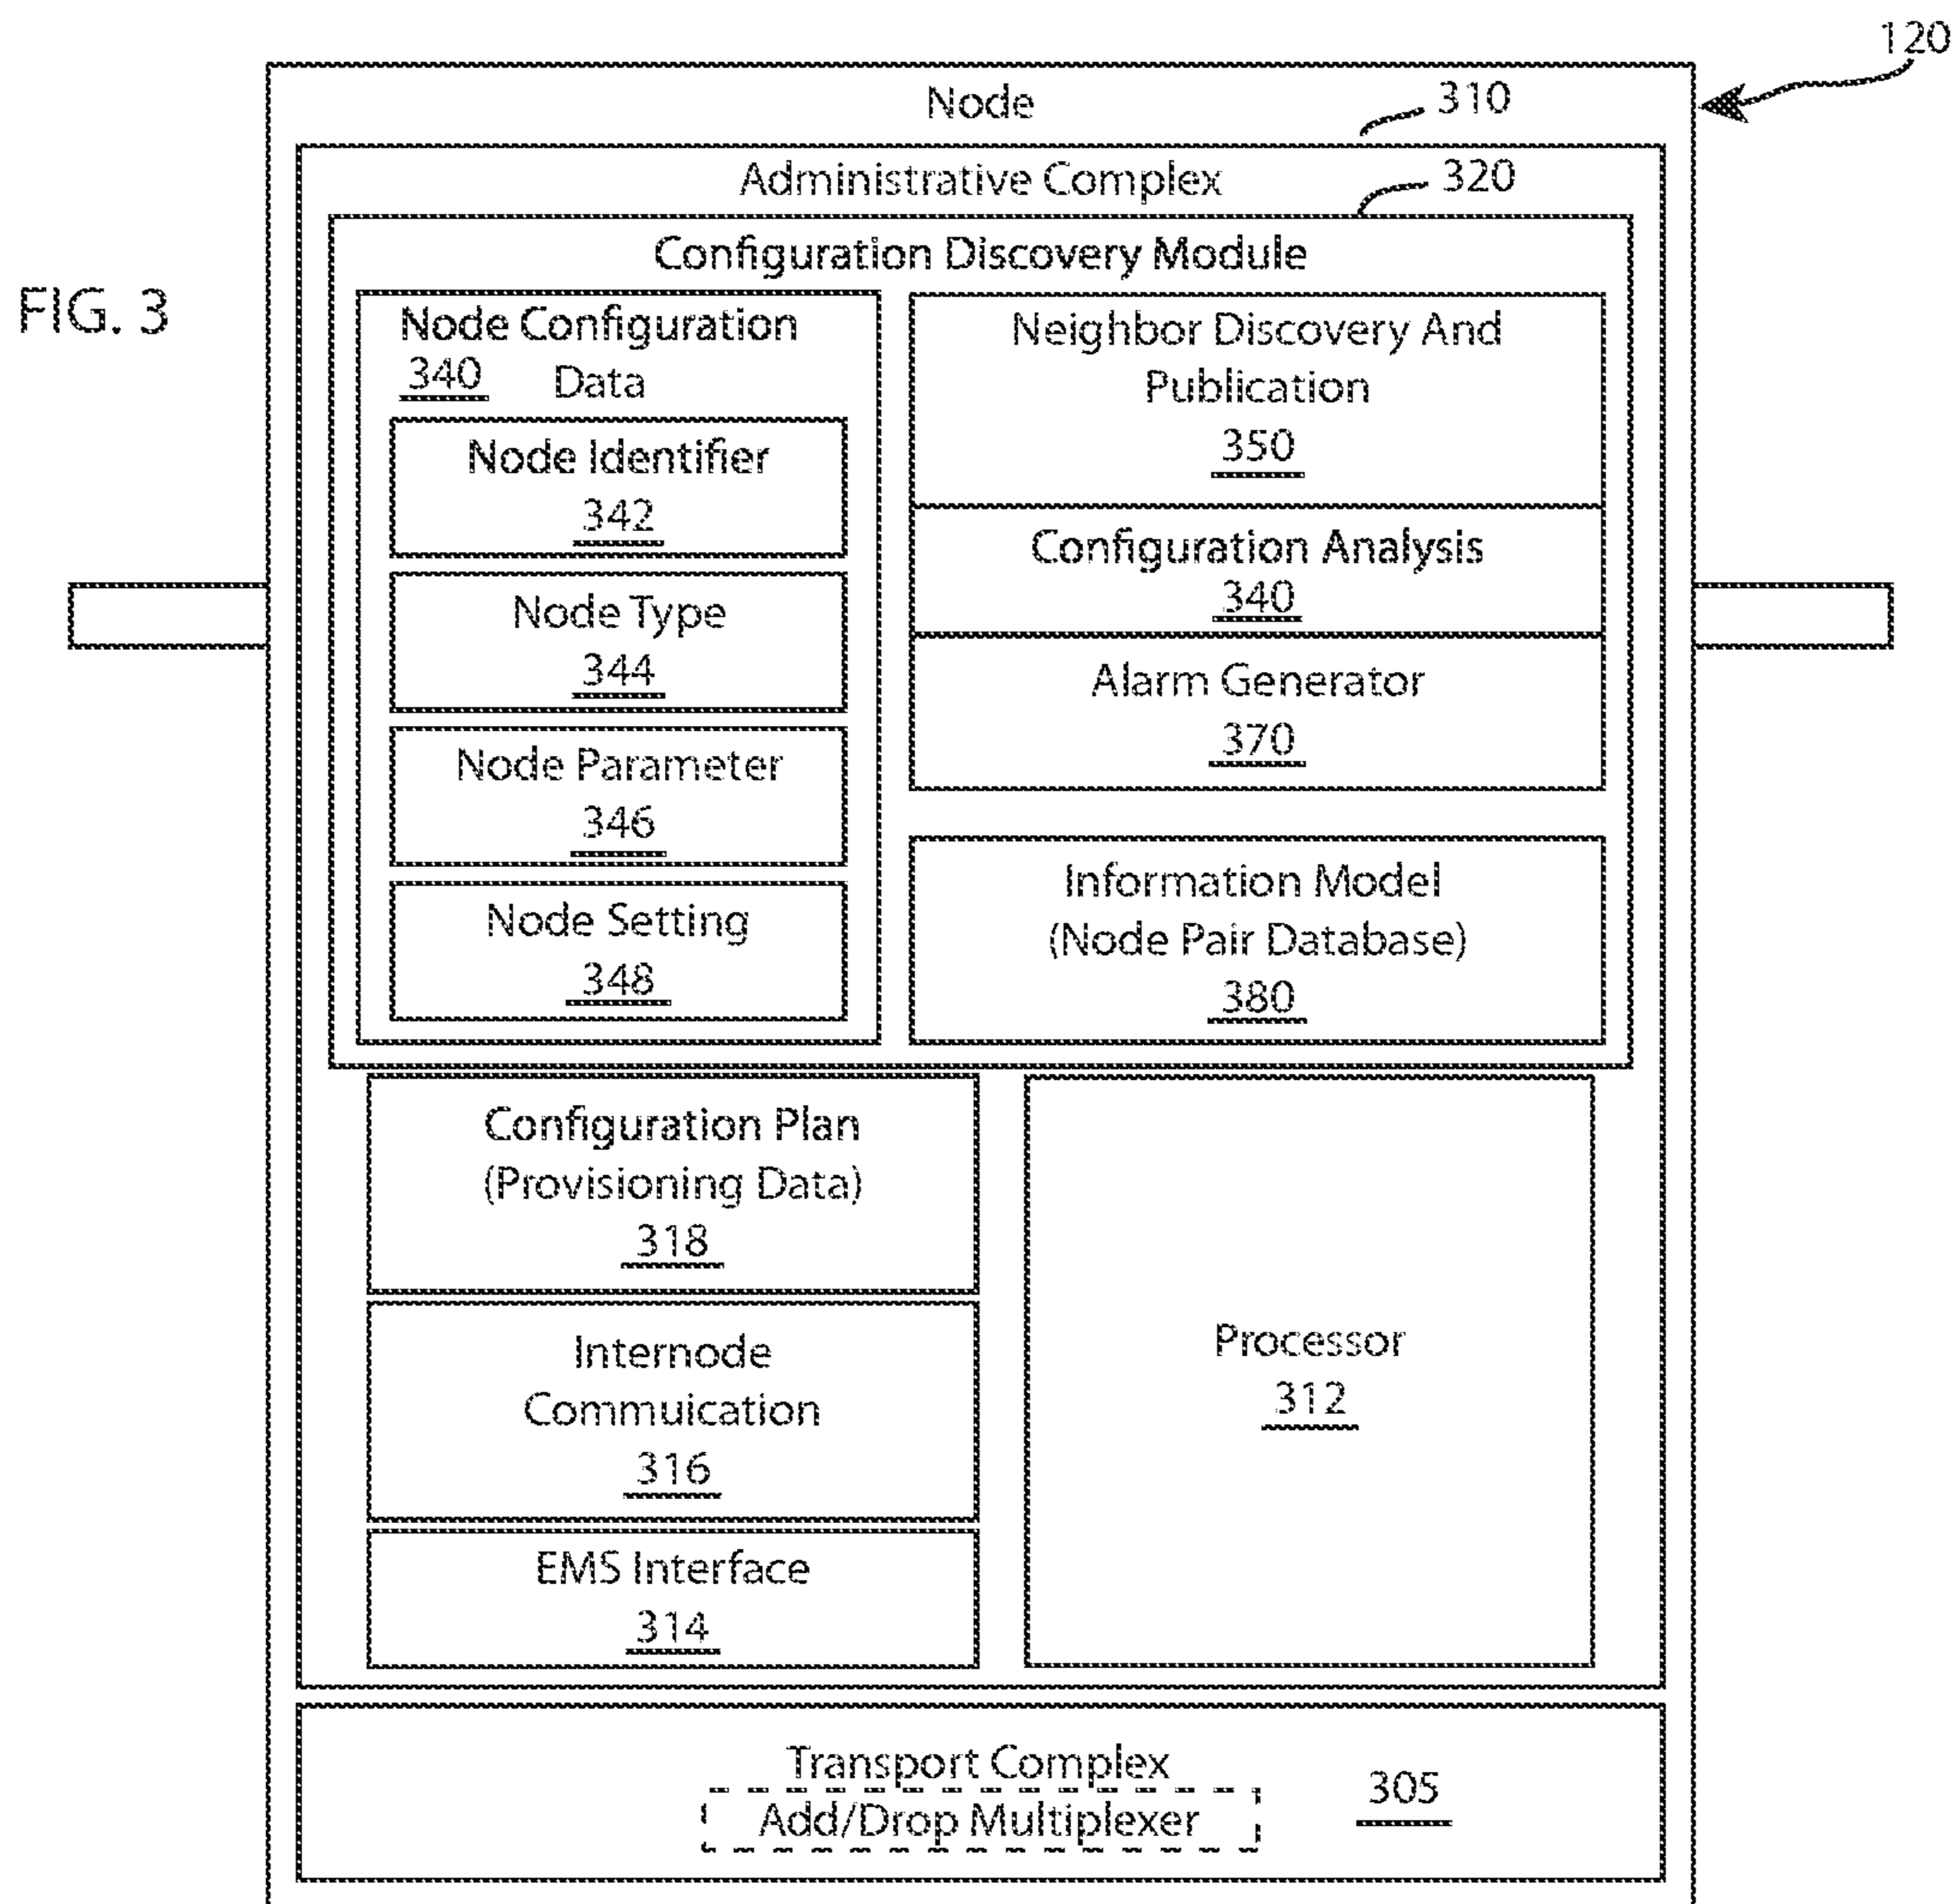 120
Node
310
Administrative Complex
320
Configuration Discovery Module
FIG. 3
Node Configuration
340 Data
Node Identifier
342
Node Type
344
Node Parameter
346
Node Setting
348
Neighbor Discovery And
Publication
350
Configuration Analysis
340
Alarm Generator
370
Information Model
(Node Pair Database)
380
Configuration Plan
(Provisioning Data)
318
Internode
Commuication
316
EMS Interface
314
Processor
312
Transport Complex
305
Add/Drop Multiplexer